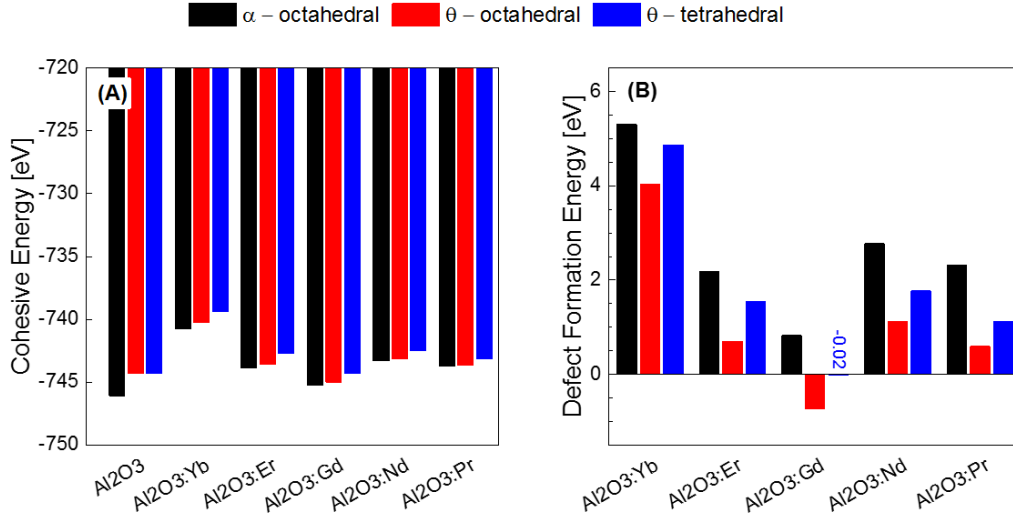 α – octahedral θ – octahedral θ – tetrahedral
(A)
Cohesive Energy [eV]
-720
-725
-730
-735
-740
-745
-750
Al2O3
Al2O3:Yb
Al2O3:Er
Al2O3:Gd
Al2O3:Nd
Al2O3:Pr
(B)
Defect Formation Energy [eV]
6
4
2
0
-0.02
Al2O3:Yb
Al2O3:Er
Al2O3:Gd
Al2O3:Nd
Al2O3:Pr